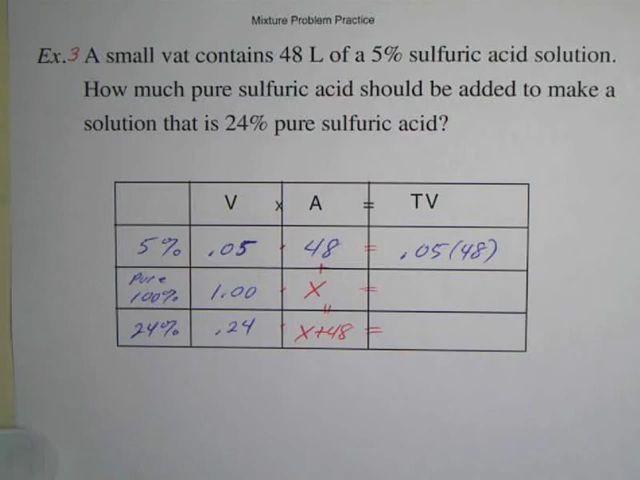 Mixture Problem Practice
Ex.3 A small vat contains 48 L of a 5% sulfuric acid solution.
How much pure sulfuric acid should be added to make a
solution that is 24% pure sulfuric acid?
V x A = TV
5% .05 · 48 = .05(48)
+
Pure
100% 1.00 · x =
=
24% .24 · x+48 =